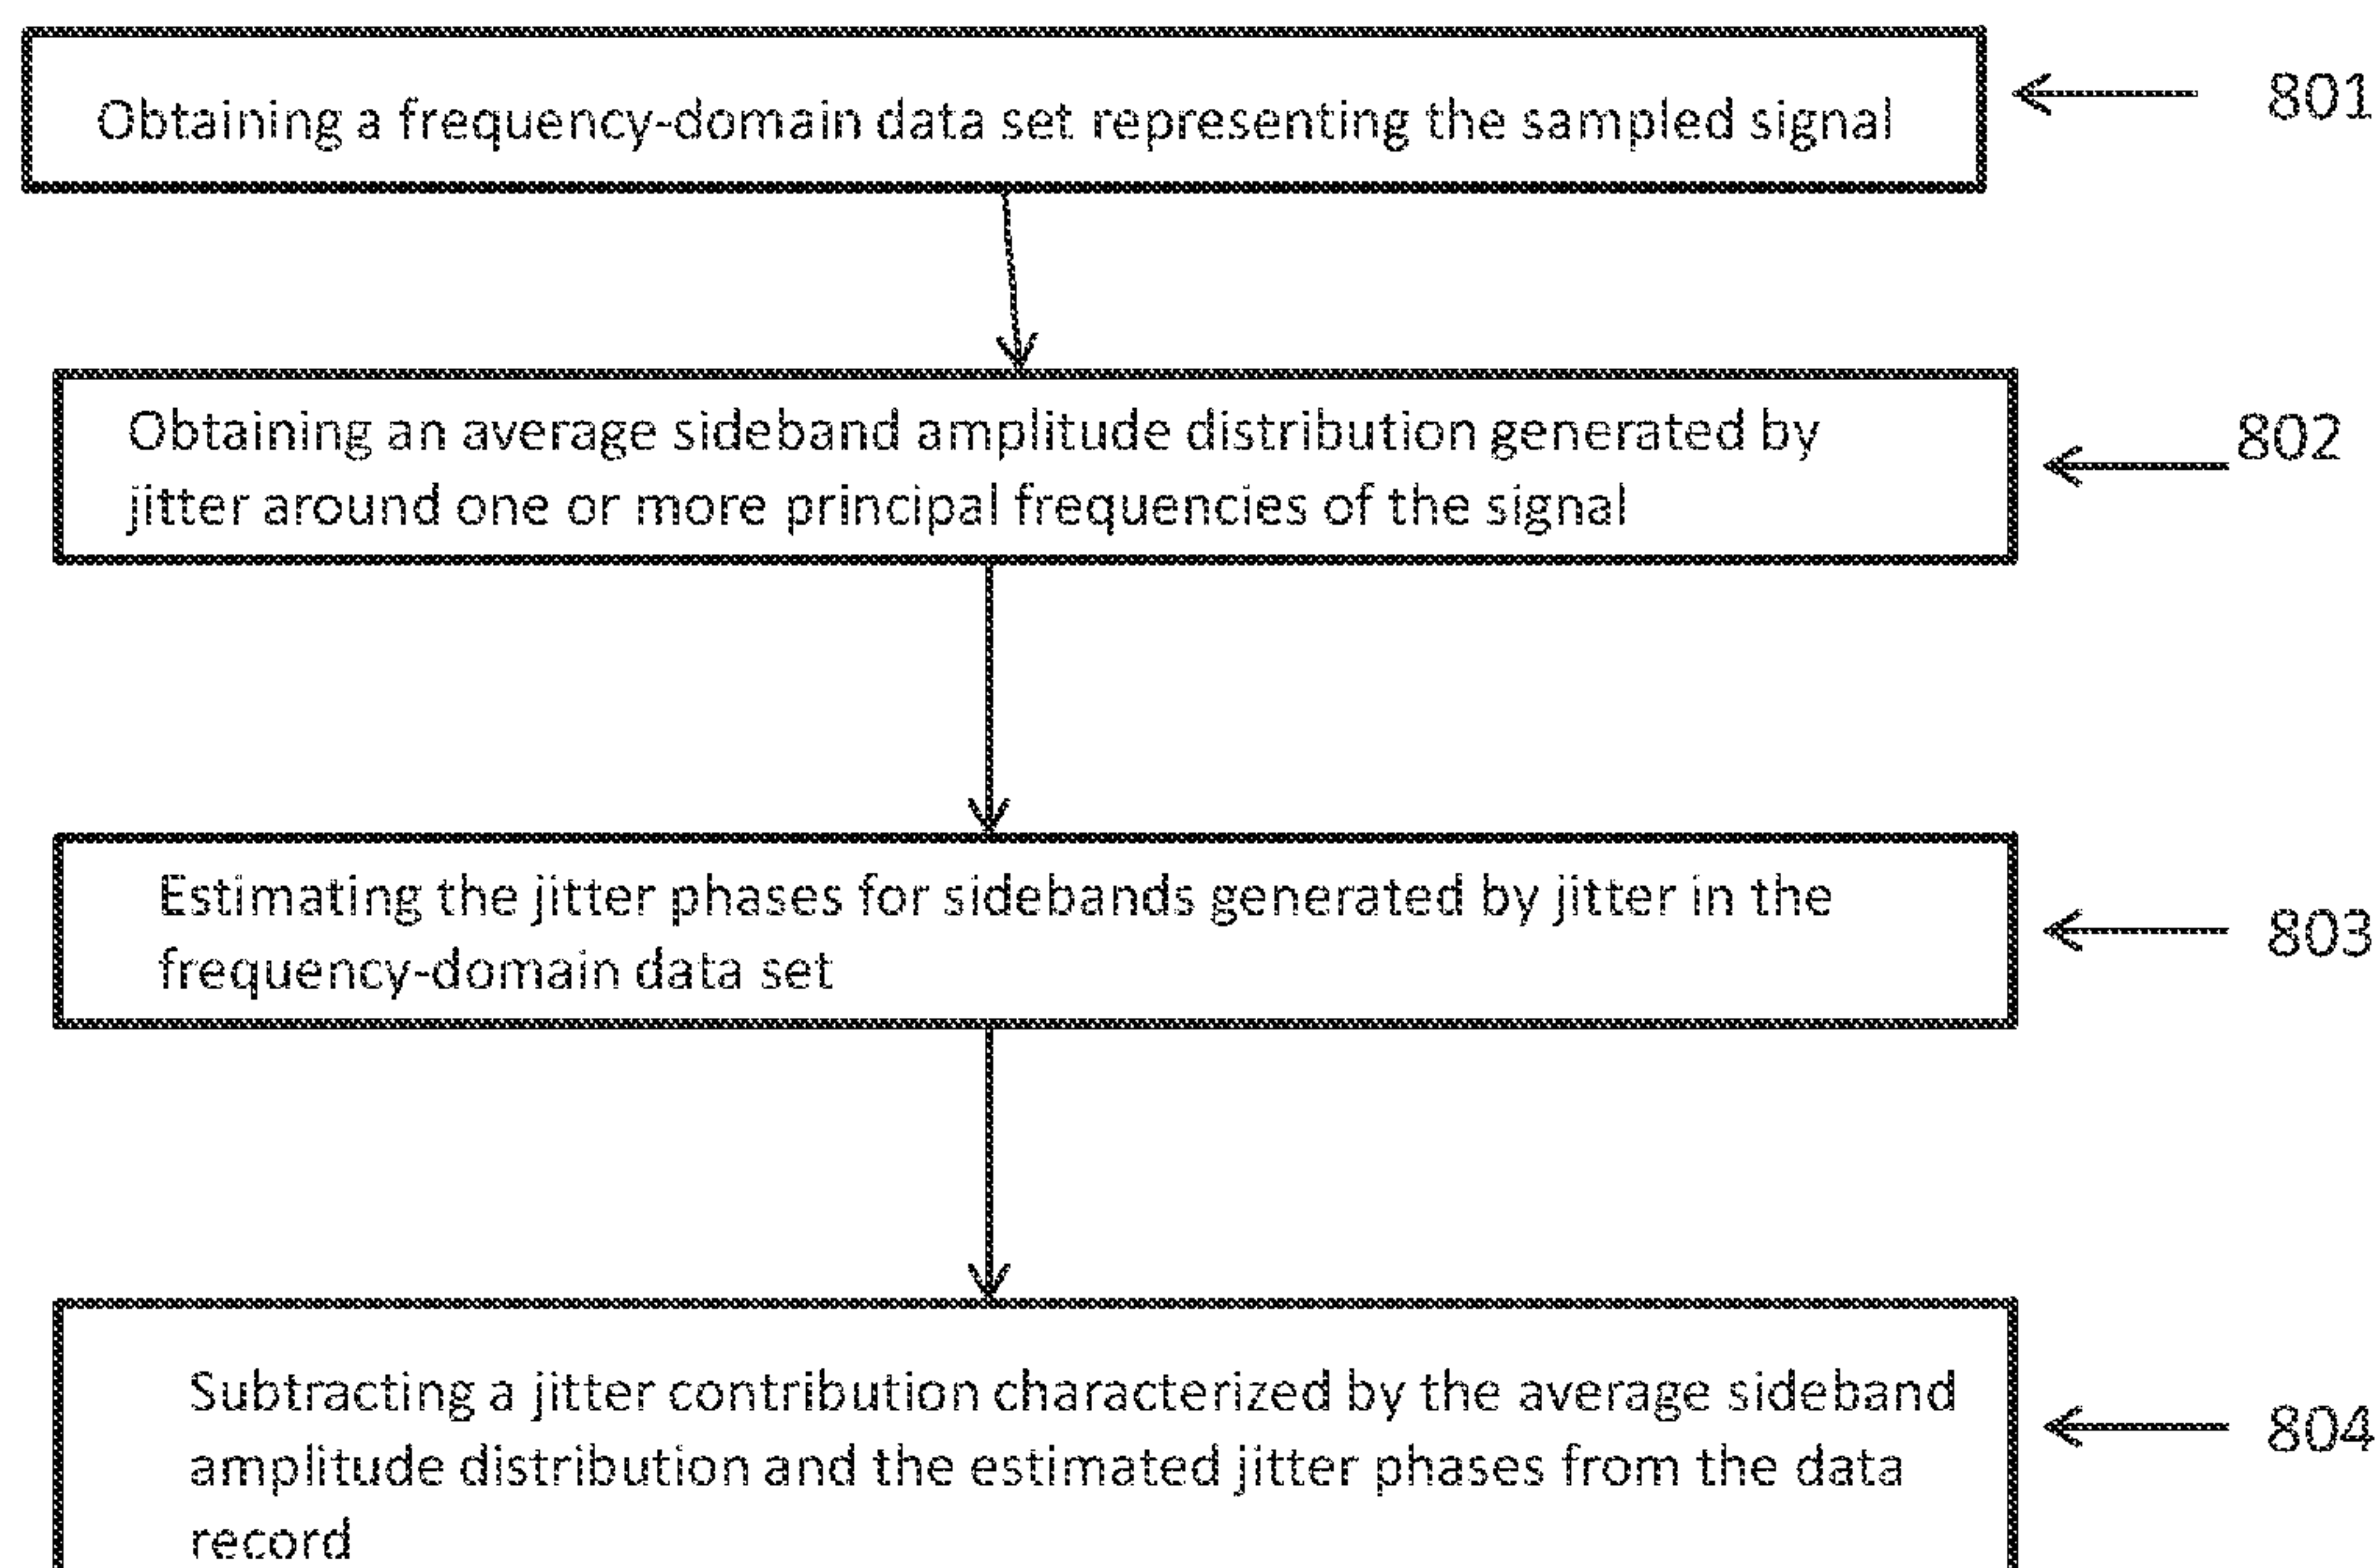 Obtaining a frequency-domain data set representing the sampled signal
801
Obtaining an average sideband amplitude distribution generated by
jitter around one or more principal frequencies of the signal
802
Estimating the jitter phases for sidebands generated by jitter in the
frequency-domain data set
803
Subtracting a jitter contribution characterized by the average sideband
amplitude distribution and the estimated jitter phases from the data
record
804